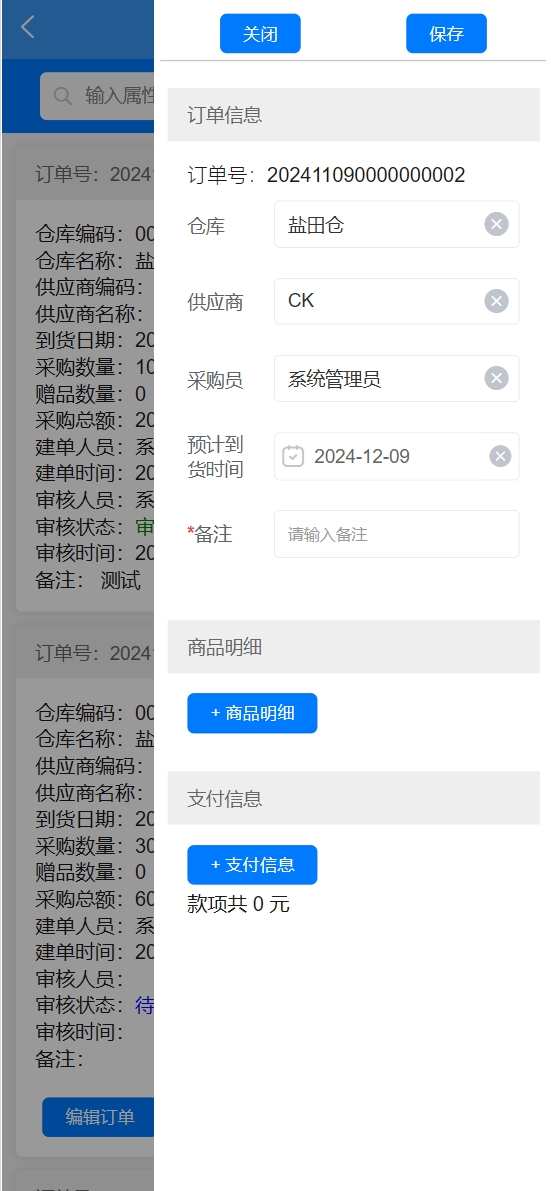 输入属性
订单号：20241
仓库编码：00
仓库名称：盐
供应商编码：
供应商名称：
到货日期：20
采购数量：10
赠品数量：0
采购总额：20
建单人员：系
建单时间：20
审核人员：系
审核状态：审
审核时间：20
备注： 测试
订单号：20241
仓库编码：00
仓库名称：盐
供应商编码：
供应商名称：
到货日期：20
采购数量：30
赠品数量：0
采购总额：60
建单人员：系
建单时间：20
审核人员：
审核状态：待
审核时间：
备注：
编辑订单
关闭
保存
订单信息
订单号：202411090000000002
仓库 盐田仓
供应商 CK
采购员 系统管理员
预计到
货时间 2024-12-09
*备注 请输入备注
商品明细
+ 商品明细
支付信息
+ 支付信息
款项共 0 元